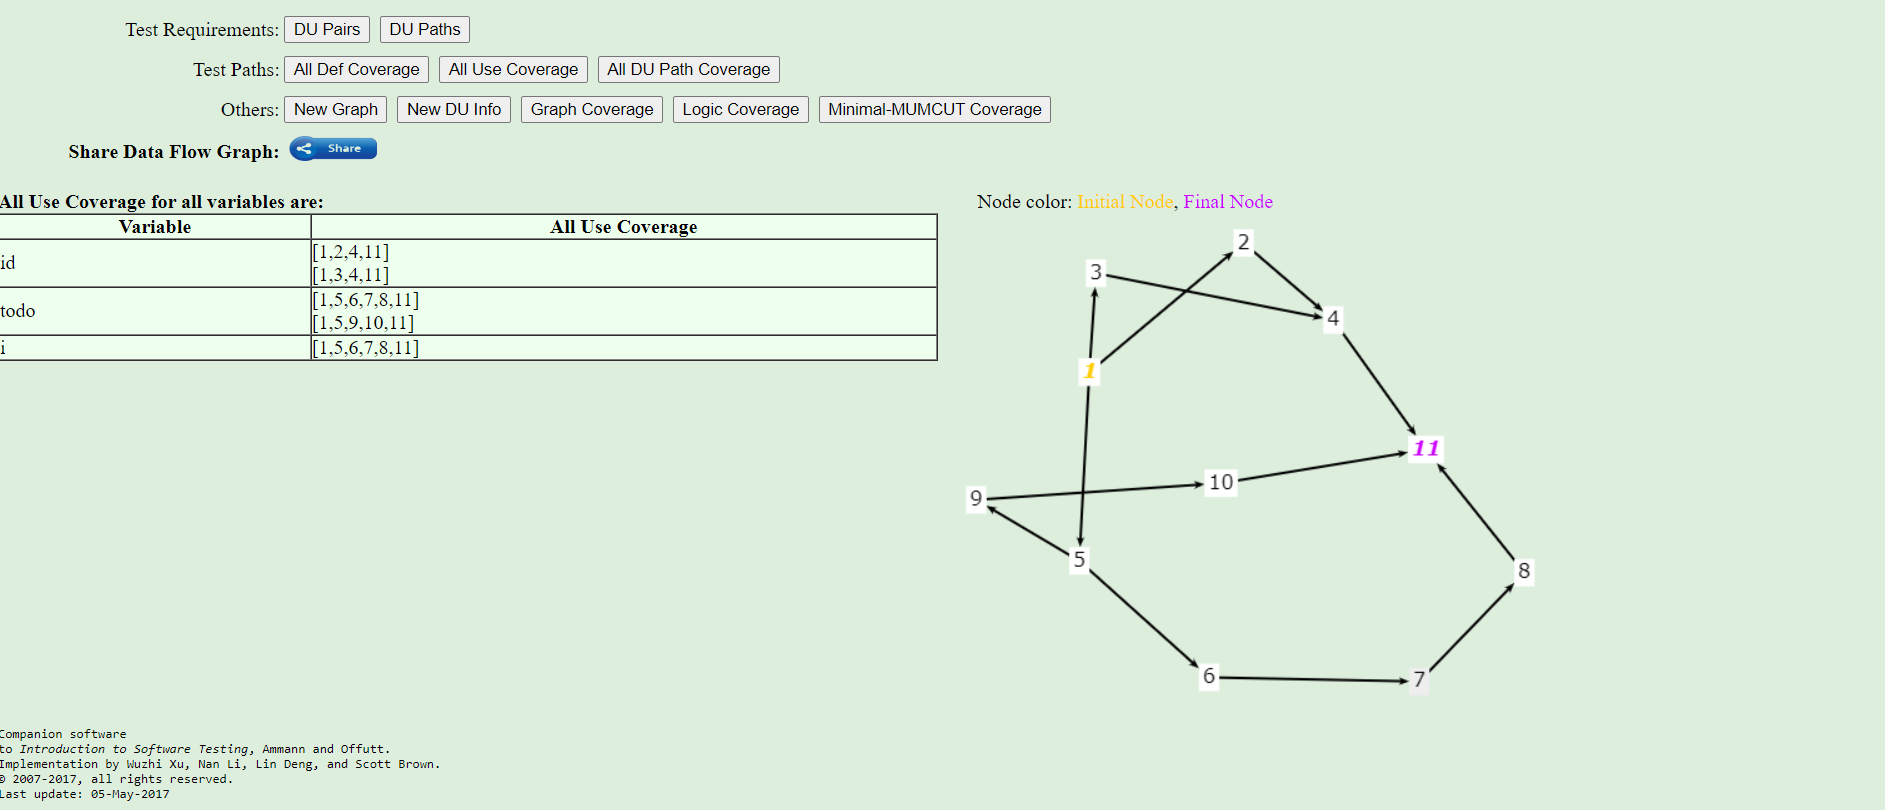 Test Requirements: DU Pairs DU Paths
Test Paths: All Def Coverage All Use Coverage All DU Path Coverage
Others: New Graph New DU Info Graph Coverage Logic Coverage Minimal-MUMCUT Coverage
Share Data Flow Graph: Share
All Use Coverage for all variables are:
Variable All Use Coverage
id
[1,2,4,11]
[1,3,4,11]
todo
[1,5,6,7,8,11]
[1,5,9,10,11]
i [1,5,6,7,8,11]
Node color: Initial Node, Final Node
2
3
4
1
11
10
9
5
8
6
7
Companion software
to Introduction to Software Testing, Ammann and Offutt.
Implementation by Wuzhi Xu, Nan Li, Lin Deng, and Scott Brown.
© 2007-2017, all rights reserved.
Last update: 05-May-2017